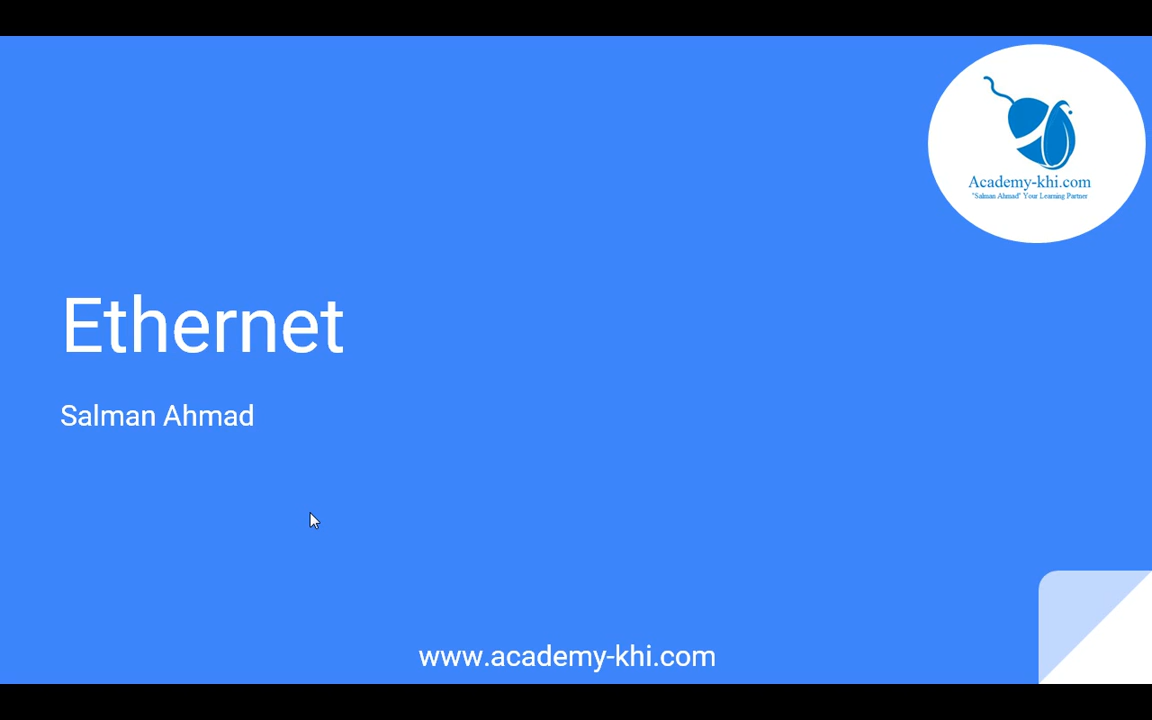 Academy-khi.com
"Salman Ahmad" Your Learning Partner
Ethernet
Salman Ahmad
www.academy-khi.com